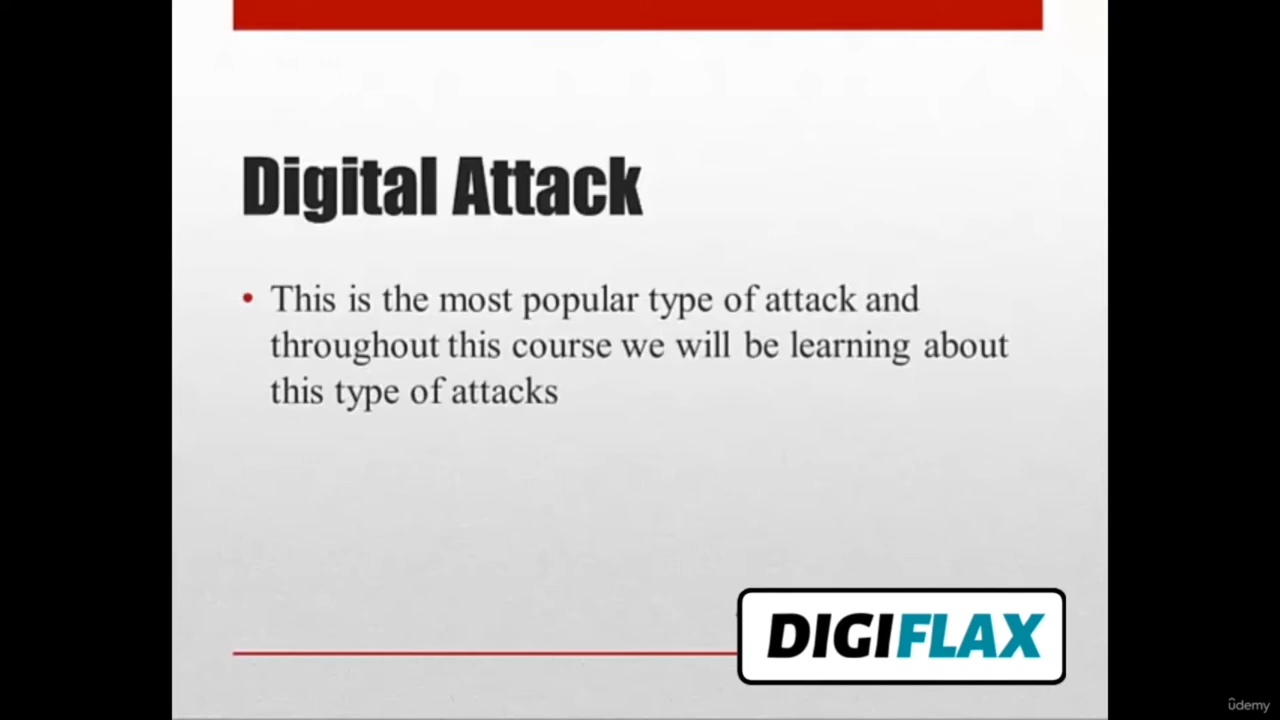 Digital Attack
• This is the most popular type of attack and
throughout this course we will be learning about
this type of attacks
DIGIFLAX
ûdemy